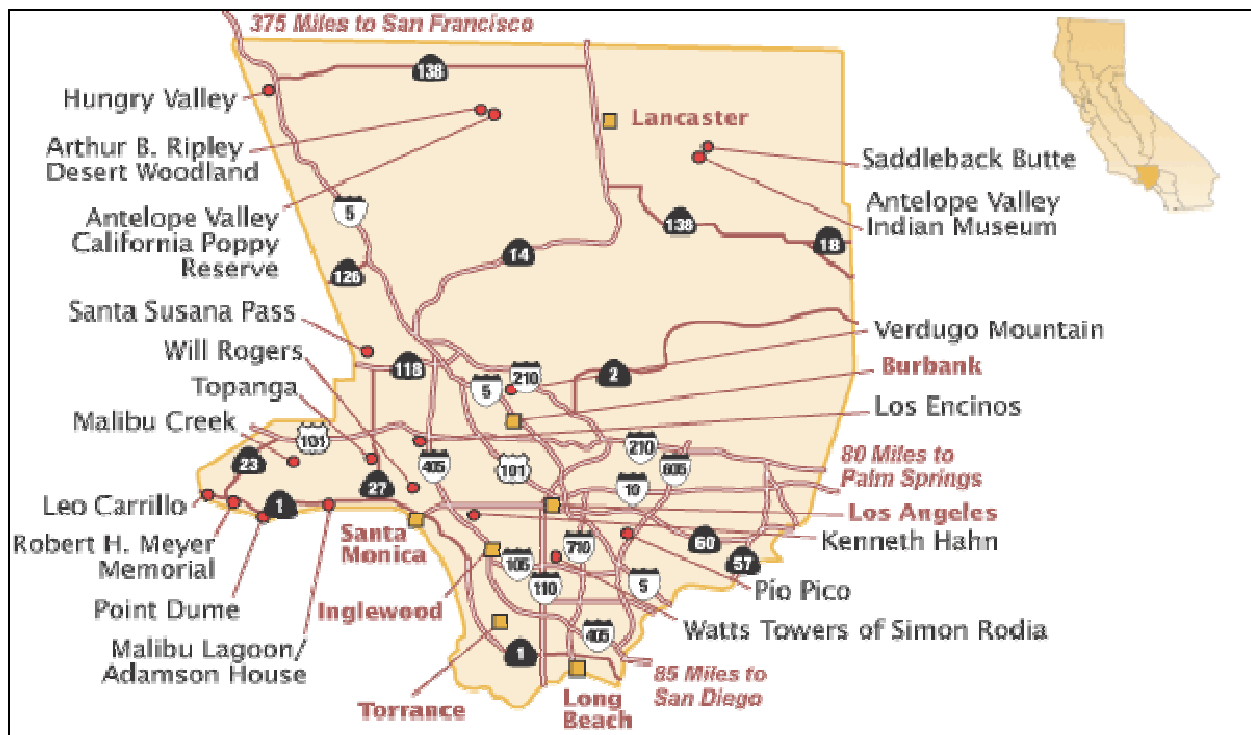 375 Miles to San Francisco
138
Hungry Valley
Lancaster
Arthur B. Ripley
Desert Woodland
Saddleback Butte
Antelope Valley
Indian Museum
5
Antelope Valley
California Poppy
Reserve
138
18
14
126
Santa Susana Pass
Verdugo Mountain
Will Rogers
118
Burbank
5
210
2
Topanga
Los Encinos
Malibu Creek
101
210
80 Miles to
Palm Springs
23
405
101
605
10
27
Leo Carrillo
1
Los Angeles
Santa
Monica
Robert H. Meyer
Memorial
710
60
Kenneth Hahn
105
57
Point Dume
Inglewood
110
5
Pío Pico
Watts Towers of Simon Rodia
Malibu Lagoon/
Adamson House
1
405
85 Miles to
San Diego
Torrance
Long
Beach